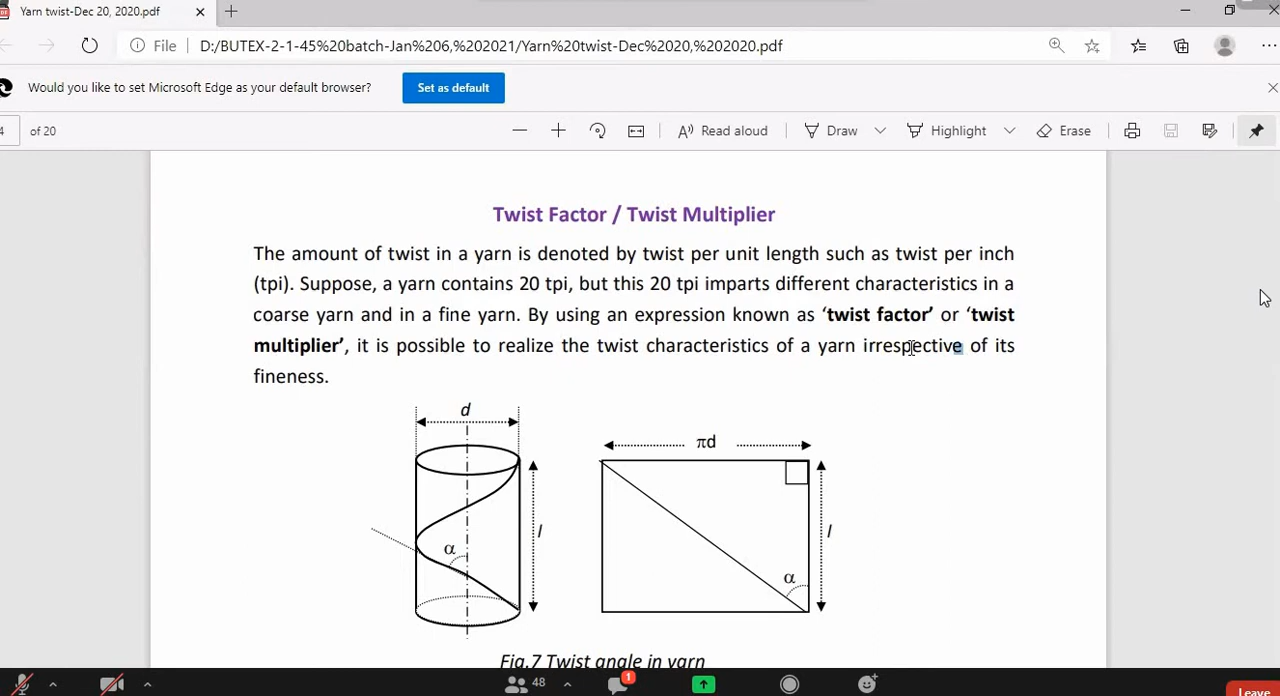 Yarn twist-Dec 20, 2020.pdf
File D:/BUTEX-2-1-45%20batch-Jan%206,%202021/Yarn%20twist-Dec%2020,%202020.pdf
Would you like to set Microsoft Edge as your default browser? Set as default
4 of 20 Read aloud Draw Highlight Erase
Twist Factor / Twist Multiplier
The amount of twist in a yarn is denoted by twist per unit length such as twist per inch
(tpi). Suppose, a yarn contains 20 tpi, but this 20 tpi imparts different characteristics in a
coarse yarn and in a fine yarn. By using an expression known as ‘twist factor’ or ‘twist
multiplier’, it is possible to realize the twist characteristics of a yarn irrespective of its
fineness.
d
πd
l
l
α
α
Fig.7 Twist angle in yarn
48
1
Leave